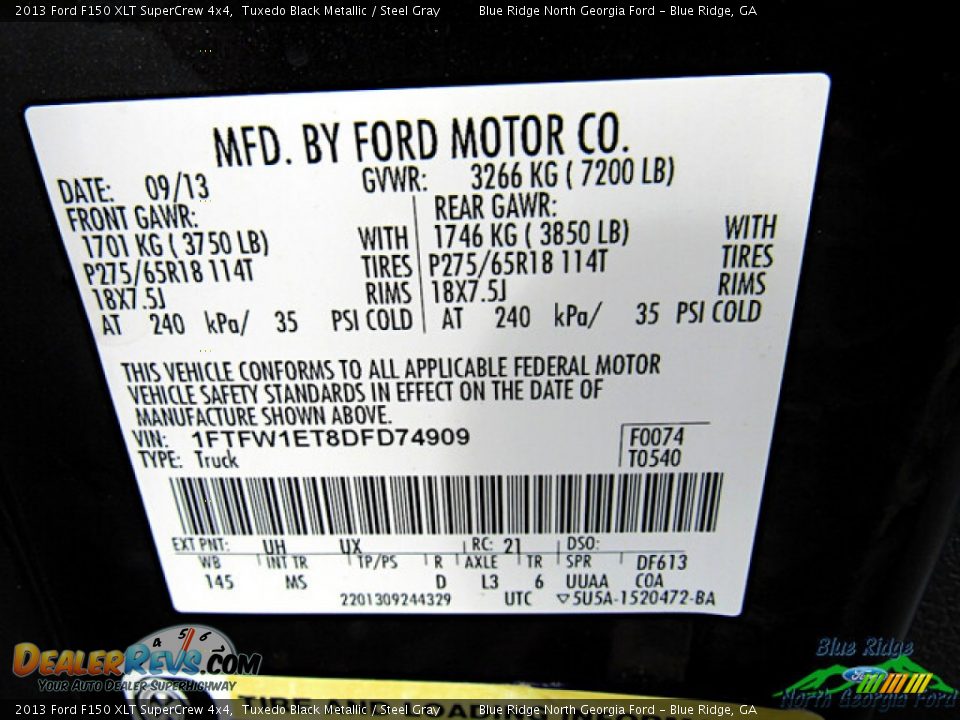 2013 Ford F150 XLT SuperCrew 4x4, Tuxedo Black Metallic / Steel Gray Blue Ridge North Georgia Ford - Blue Ridge, GA
MFD. BY FORD MOTOR CO.
DATE: 09/13 GVWR: 3266 KG ( 7200 LB)
FRONT GAWR: REAR GAWR:
1701 KG ( 3750 LB) WITH 1746 KG ( 3850 LB) WITH
P275/65R18 114T TIRES P275/65R18 114T TIRES
18X7.5J RIMS 18X7.5J RIMS
AT 240 kPa/ 35 PSI COLD AT 240 kPa/ 35 PSI COLD
THIS VEHICLE CONFORMS TO ALL APPLICABLE FEDERAL MOTOR
VEHICLE SAFETY STANDARDS IN EFFECT ON THE DATE OF
MANUFACTURE SHOWN ABOVE.
VIN: 1FTFW1ET8DFD74909 F0074
TYPE: Truck T0540
EXT PNT: UH UX RC: 21 DSO:
WB INT TR TP/PS R AXLE TR SPR DF613
145 MS D L3 6 UUAA COA
2201309244329 UTC ▽5U5A-1520472-BA
4 5 6
DEALERREVS.COM
YOUR AUTO DEALER SUPERHIGHWAY
Blue Ridge
Ford
North Georgia Ford
TIRE AND LOADING INFORM
2013 Ford F150 XLT SuperCrew 4x4, Tuxedo Black Metallic / Steel Gray Blue Ridge North Georgia Ford - Blue Ridge, GA